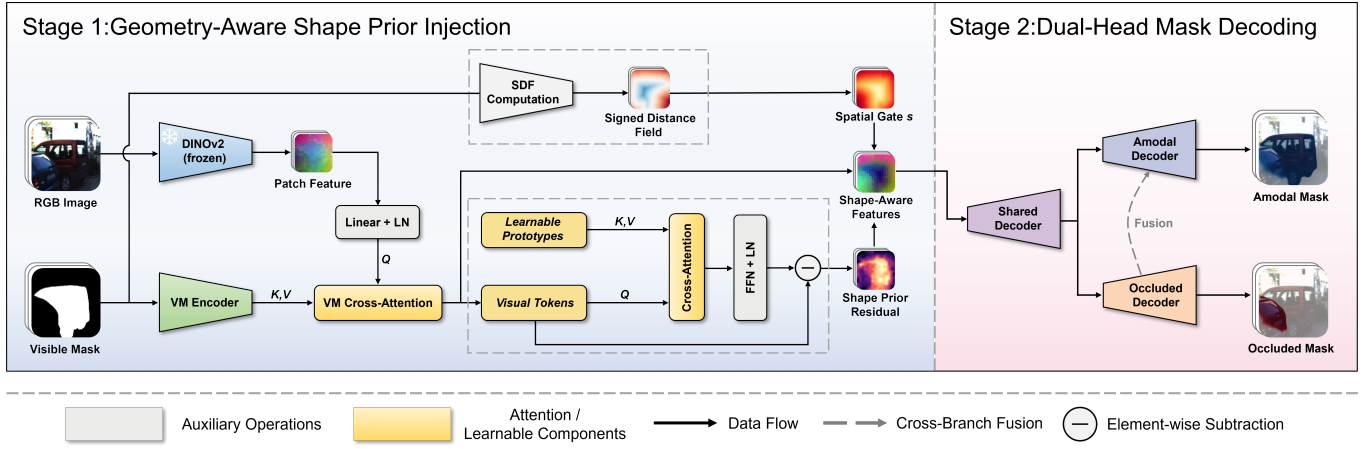 Stage 1:Geometry-Aware Shape Prior Injection
Stage 2:Dual-Head Mask Decoding
SDF
Computation
Signed Distance
Field
Spatial Gate s
RGB Image
DINOv2
(frozen)
Patch Feature
Linear + LN
Q
Visible Mask
VM Encoder
K,V
VM Cross-Attention
Learnable
Prototypes
K,V
Visual Tokens
Q
Cross-Attention
FFN + LN
Shape-Aware
Features
Shape Prior
Residual
Shared
Decoder
Amodal
Decoder
Amodal Mask
Fusion
Occluded
Decoder
Occluded Mask
Auxiliary Operations
Attention /
Learnable Components
Data Flow
Cross-Branch Fusion
Element-wise Subtraction